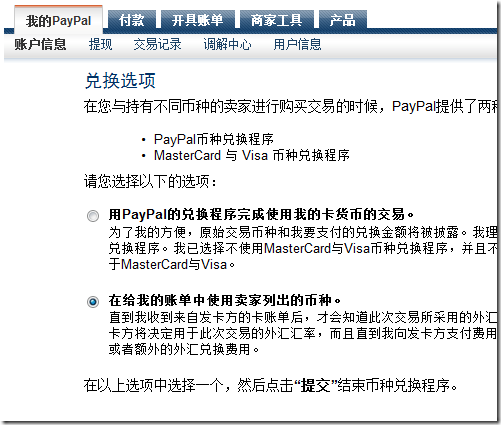 我的PayPal 付款 开具账单 商家工具 产品
账户信息 提现 交易记录 调解中心 用户信息
兑换选项
在您与持有不同币种的卖家进行购买交易的时候，PayPal提供了两种
• PayPal币种兑换程序
• MasterCard 与 Visa 币种兑换程序
请您选择以下的选项：
用PayPal的兑换程序完成使用我的卡货币的交易。
为了我的方便，原始交易币种和我要支付的兑换金额将被披露。我理
兑换程序。我已选择不使用MasterCard与Visa币种兑换程序，并且不
于MasterCard与Visa。
在给我的账单中使用卖家列出的币种。
直到我收到来自发卡方的卡账单后，才会知道此次交易所采用的外汇
卡方将决定用于此次交易的外汇汇率，而且直到我向发卡方支付费用
或者额外的外汇兑换费用。
在以上选项中选择一个，然后点击“提交”结束币种兑换程序。